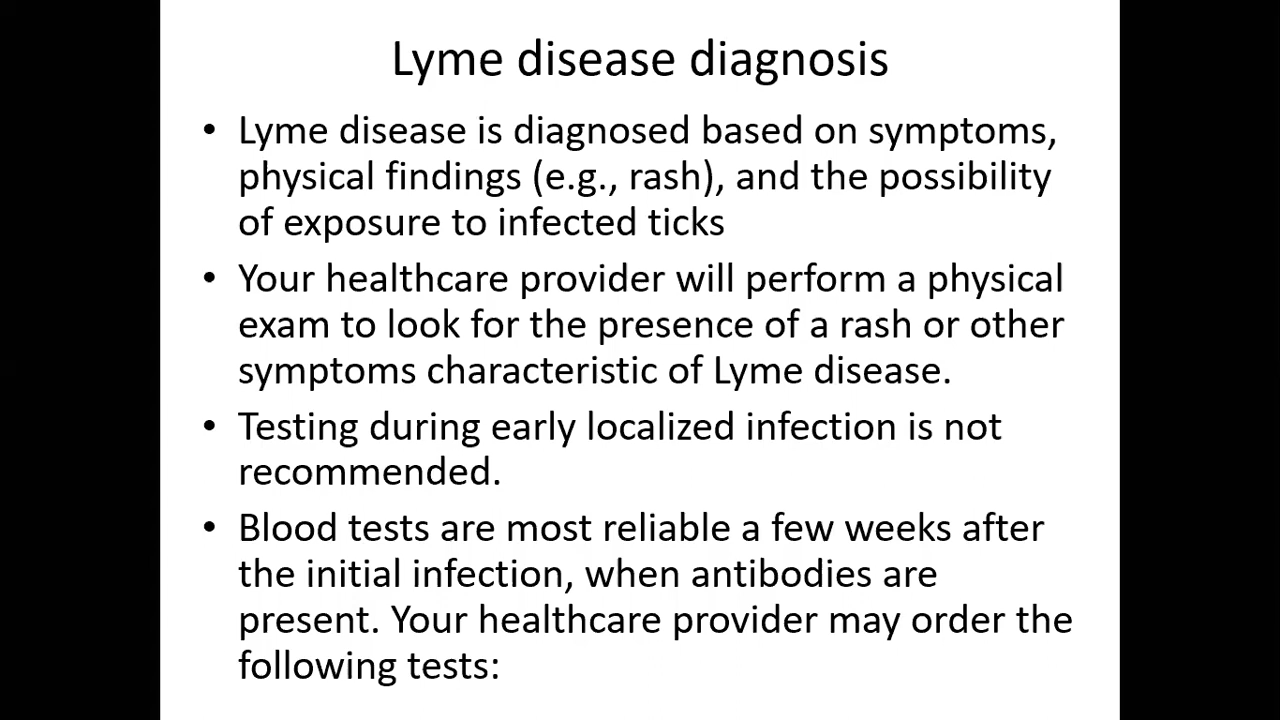 Lyme disease diagnosis
• Lyme disease is diagnosed based on symptoms,
physical findings (e.g., rash), and the possibility
of exposure to infected ticks
• Your healthcare provider will perform a physical
exam to look for the presence of a rash or other
symptoms characteristic of Lyme disease.
• Testing during early localized infection is not
recommended.
• Blood tests are most reliable a few weeks after
the initial infection, when antibodies are
present. Your healthcare provider may order the
following tests: